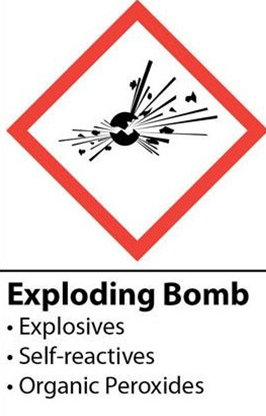 Exploding Bomb
• Explosives
• Self-reactives
• Organic Peroxides